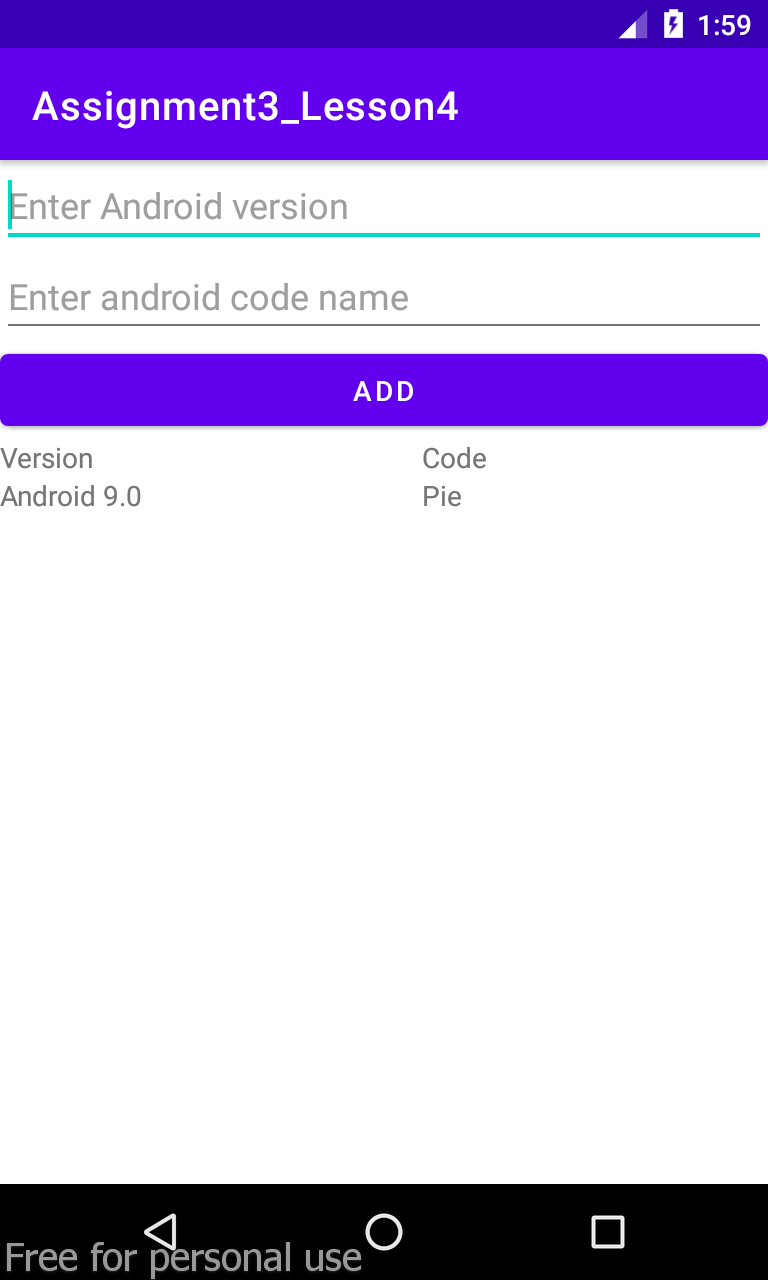 1:59
Assignment3_Lesson4
Enter Android version
Enter android code name
ADD
Version Code
Android 9.0 Pie
Free for personal use